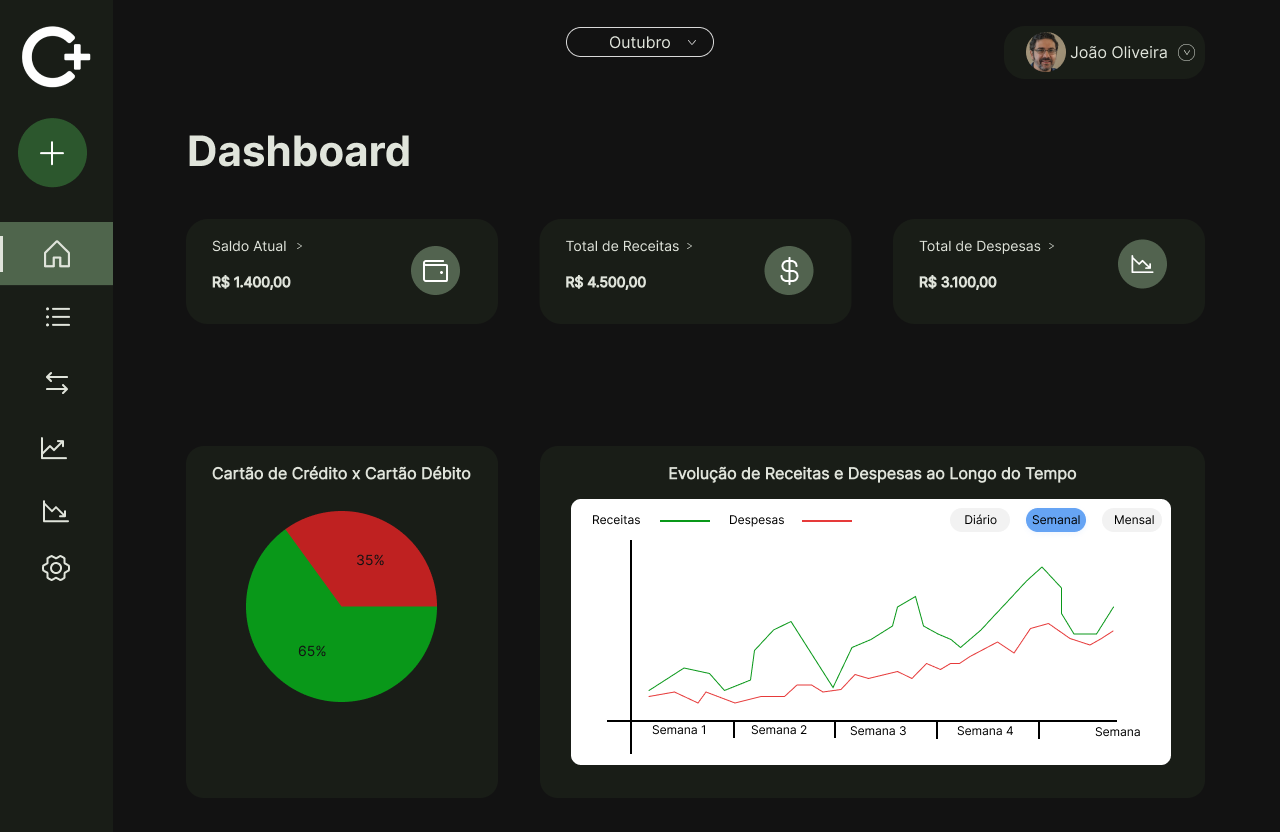 Outubro
João Oliveira
Dashboard
Saldo Atual >
R$ 1.400,00
Total de Receitas >
R$ 4.500,00
Total de Despesas >
R$ 3.100,00
Cartão de Crédito x Cartão Débito
35%
65%
Evolução de Receitas e Despesas ao Longo do Tempo
Receitas Despesas Diário Semanal Mensal
Semana 1 Semana 2 Semana 3 Semana 4 Semana